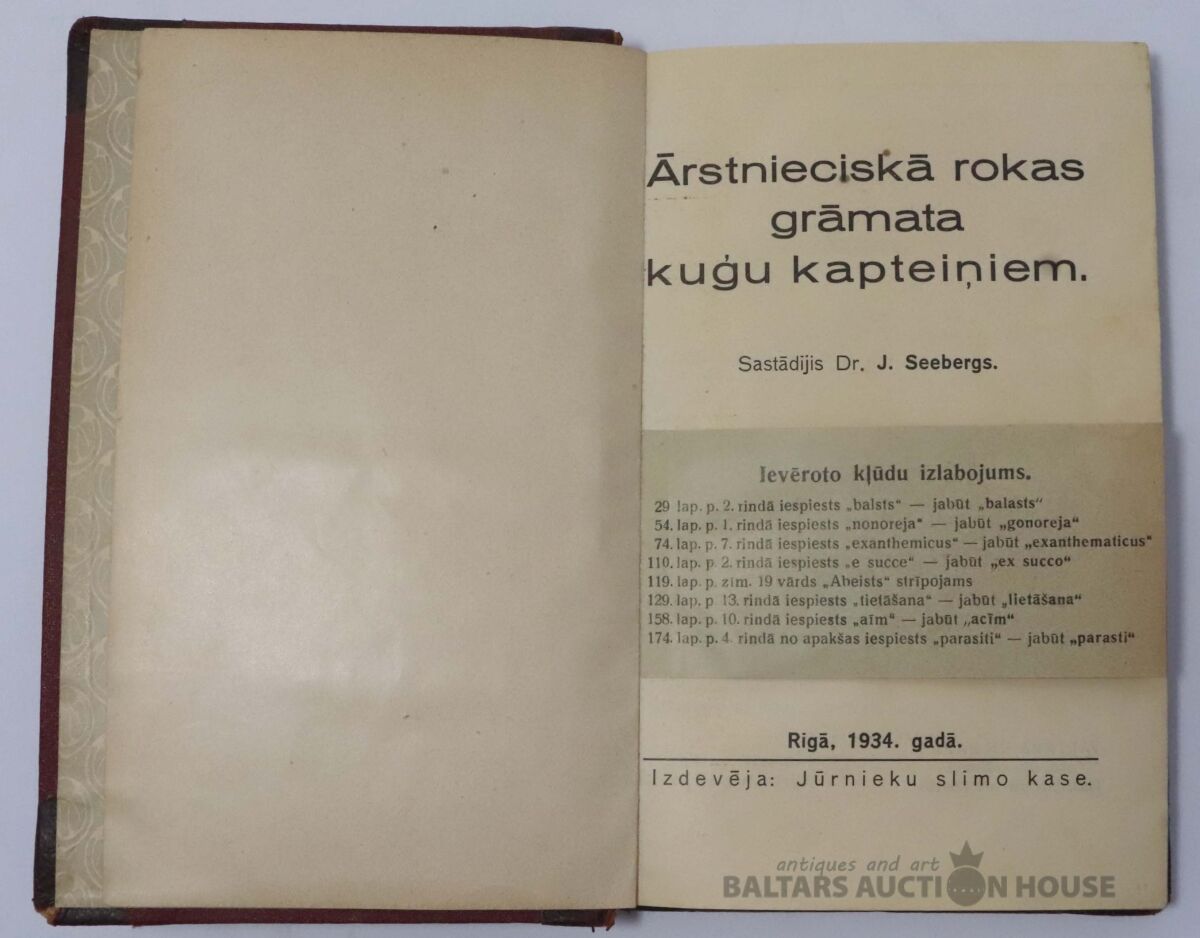 Ārstnieciskā rokas
grāmata
kuģu kapteiņiem.
Sastādījis Dr. J. Seebergs.
Ievēroto kļūdu izlabojums.
29 lap. p. 2. rindā iespiests „balsts“ — jabūt „balasts“
54. lap. p. 1. rindā iespiests „nonoreja“ — jabūt „gonoreja“
74. lap. p. 7. rindā iespiests „exanthemicus“ — jabūt „exanthematicus“
110. lap. p. 2. rindā iespiests „e succe“ — jabūt „ex succo“
119. lap. p. zīm. 19 vārds „Abeists“ strīpojams
129. lap. p. 13. rindā iespiests „tietāšana“ — jabūt „lietāšana“
158. lap. p. 10. rindā iespiests „aīm“ — jabūt „acīm“
174. lap. p. 4. rindā no apakšas iespiests „parasiti“ — jabūt „parasti“
Rīgā, 1934. gadā.
Izdevēja: Jūrnieku slimo kase.
antiques and art
BALTARS AUCTION HOUSE